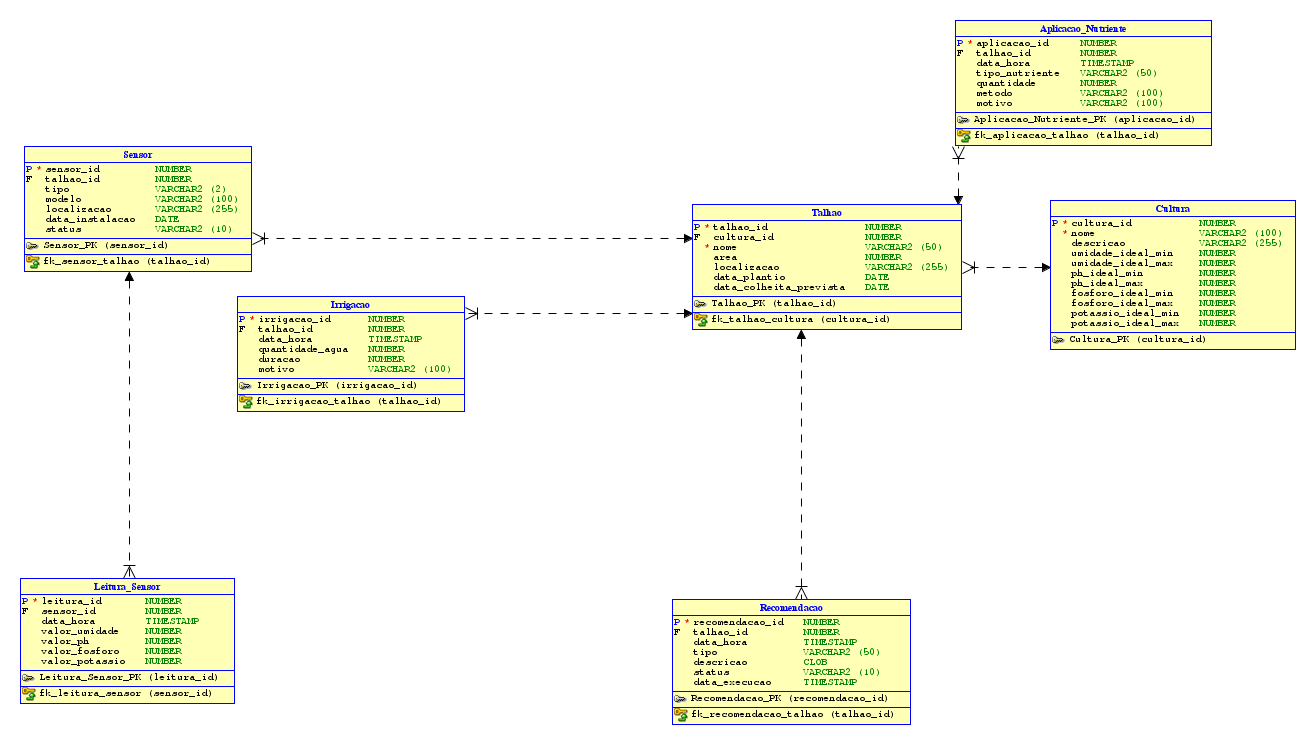 Aplicacao_Nutriente
P * aplicacao_id NUMBER
F talhao_id NUMBER
data_hora TIMESTAMP
tipo_nutriente VARCHAR2 (50)
quantidade NUMBER
metodo VARCHAR2 (100)
motivo VARCHAR2 (100)
Aplicacao_Nutriente_PK (aplicacao_id)
fk_aplicacao_talhao (talhao_id)
Sensor
P * sensor_id NUMBER
F talhao_id NUMBER
tipo VARCHAR2 (2)
modelo VARCHAR2 (100)
localizacao VARCHAR2 (255)
data_instalacao DATE
status VARCHAR2 (10)
Sensor_PK (sensor_id)
fk_sensor_talhao (talhao_id)
Talhao
P * talhao_id NUMBER
F cultura_id NUMBER
* nome VARCHAR2 (50)
area NUMBER
localizacao VARCHAR2 (255)
data_plantio DATE
data_colheita_prevista DATE
Talhao_PK (talhao_id)
fk_talhao_cultura (cultura_id)
Cultura
P * cultura_id NUMBER
* nome VARCHAR2 (100)
descricao VARCHAR2 (255)
umidade_ideal_min NUMBER
umidade_ideal_max NUMBER
ph_ideal_min NUMBER
ph_ideal_max NUMBER
fosforo_ideal_min NUMBER
fosforo_ideal_max NUMBER
potassio_ideal_min NUMBER
potassio_ideal_max NUMBER
Cultura_PK (cultura_id)
Irrigacao
P * irrigacao_id NUMBER
F talhao_id NUMBER
data_hora TIMESTAMP
quantidade_agua NUMBER
duracao NUMBER
motivo VARCHAR2 (100)
Irrigacao_PK (irrigacao_id)
fk_irrigacao_talhao (talhao_id)
Leitura_Sensor
P * leitura_id NUMBER
F sensor_id NUMBER
data_hora TIMESTAMP
valor_umidade NUMBER
valor_ph NUMBER
valor_fosforo NUMBER
valor_potassio NUMBER
Leitura_Sensor_PK (leitura_id)
fk_leitura_sensor (sensor_id)
Recomendacao
P * recomendacao_id NUMBER
F talhao_id NUMBER
data_hora TIMESTAMP
tipo VARCHAR2 (50)
descricao CLOB
status VARCHAR2 (10)
data_execucao TIMESTAMP
Recomendacao_PK (recomendacao_id)
fk_recomendacao_talhao (talhao_id)